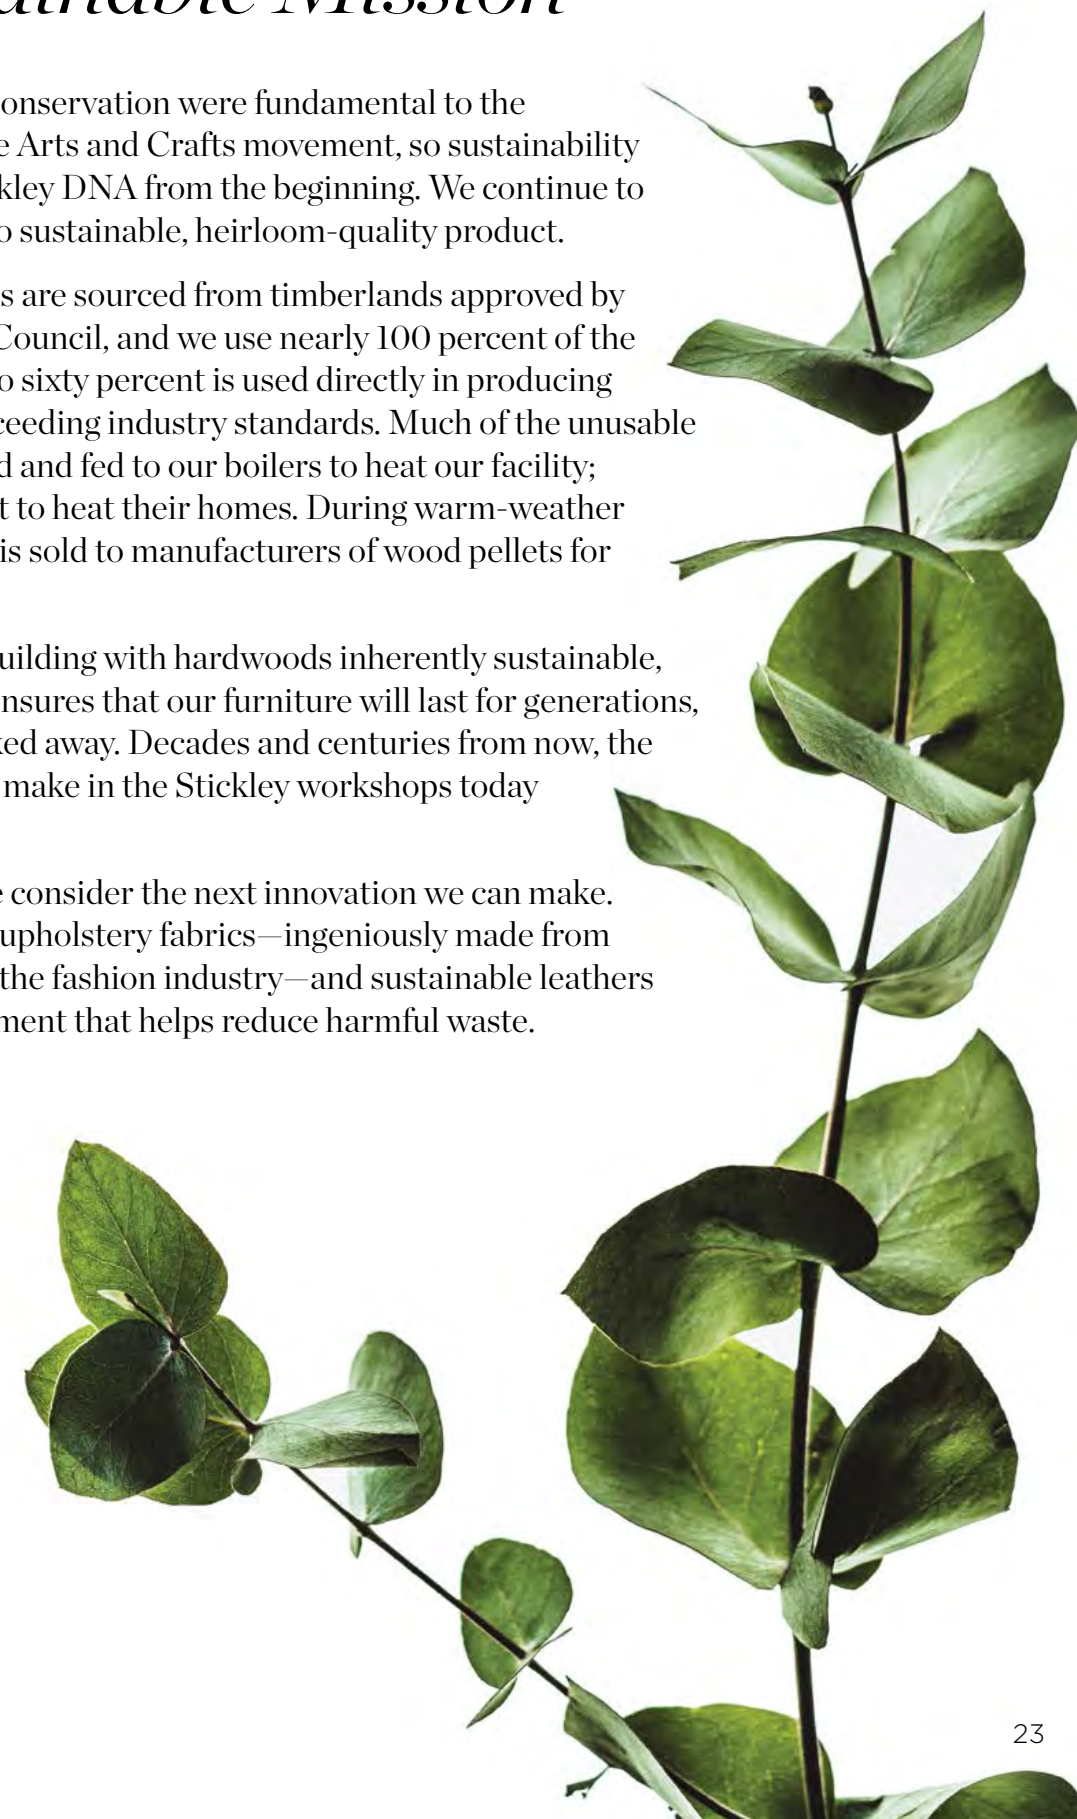 ainable Mission
onservation were fundamental to the
e Arts and Crafts movement, so sustainability
kley DNA from the beginning. We continue to
o sustainable, heirloom-quality product.
s are sourced from timberlands approved by
Council, and we use nearly 100 percent of the
o sixty percent is used directly in producing
ceeding industry standards. Much of the unusable
d and fed to our boilers to heat our facility;
t to heat their homes. During warm-weather
is sold to manufacturers of wood pellets for
uilding with hardwoods inherently sustainable,
nsures that our furniture will last for generations,
ked away. Decades and centuries from now, the
make in the Stickley workshops today
e consider the next innovation we can make.
upholstery fabrics—ingeniously made from
the fashion industry—and sustainable leathers
ment that helps reduce harmful waste.
23